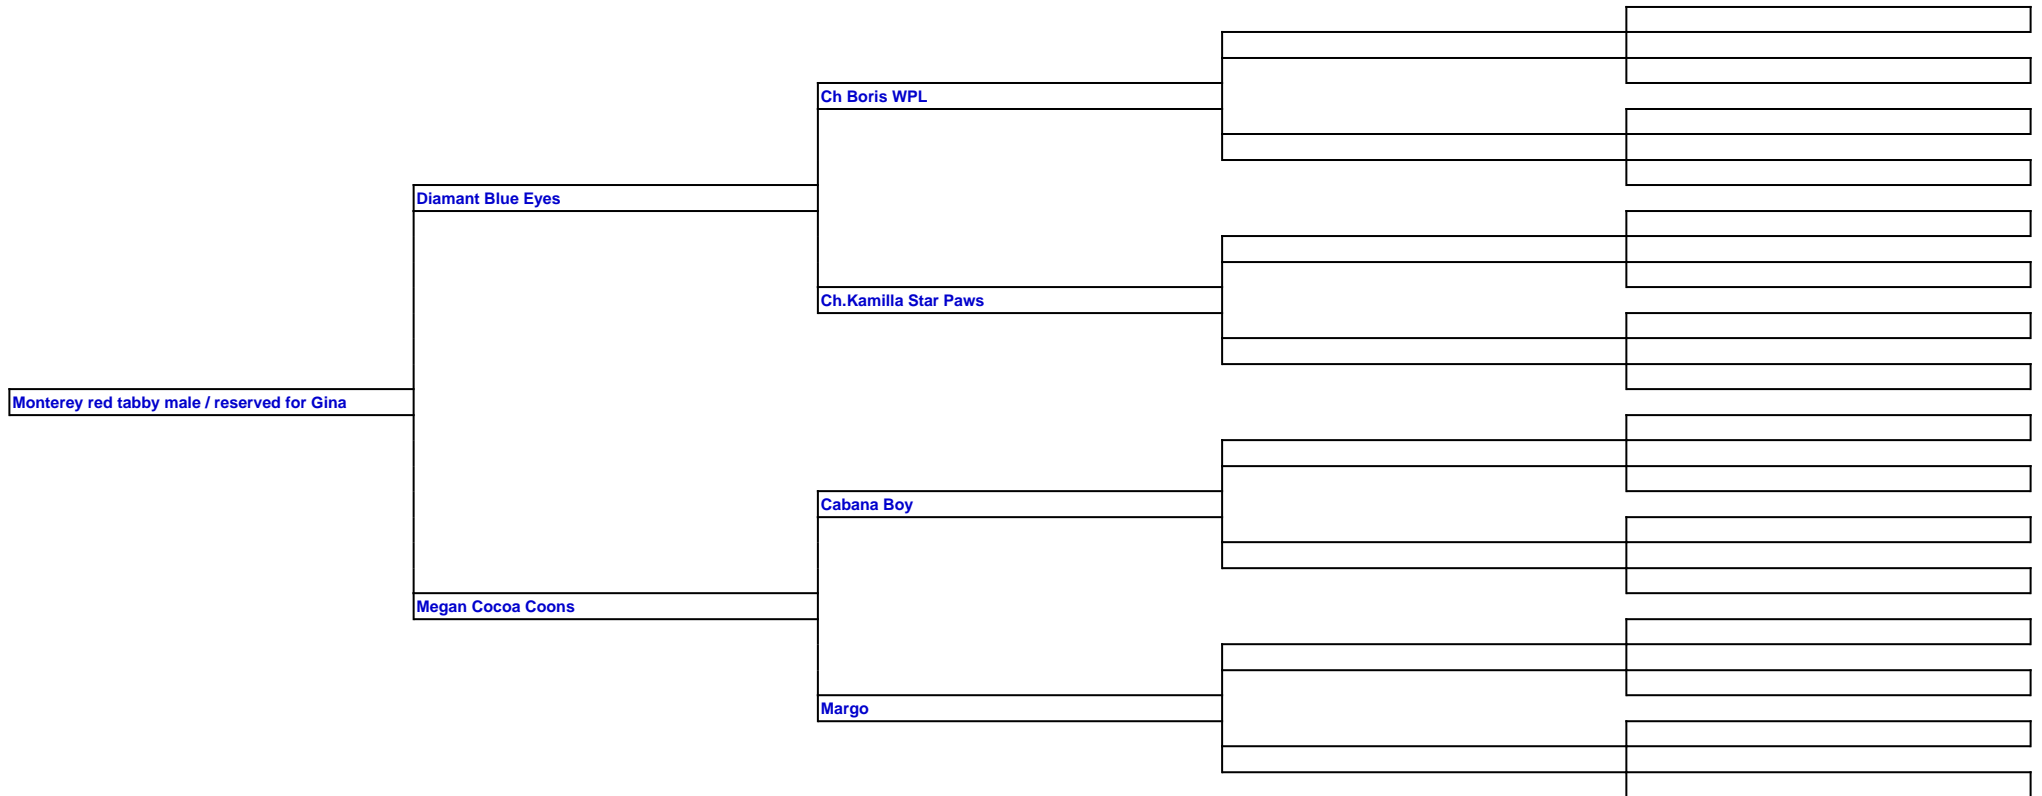 Ch Boris WPL
Diamant Blue Eyes
Ch.Kamilla Star Paws
Monterey red tabby male / reserved for Gina
Cabana Boy
Megan Cocoa Coons
Margo